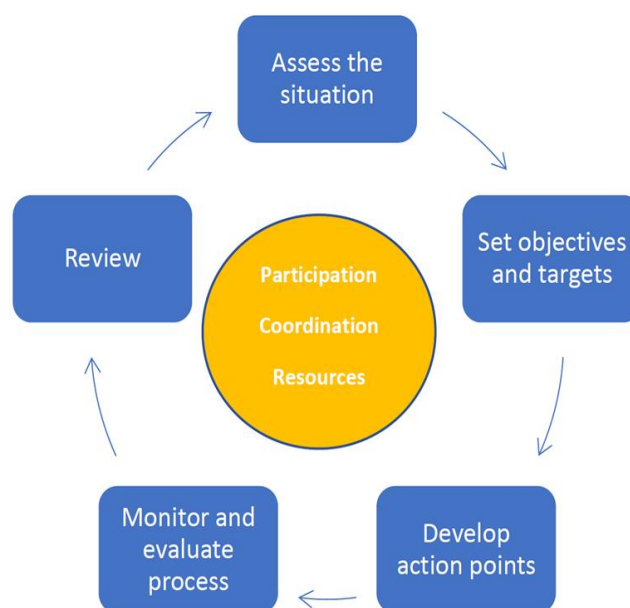 Assess the
situation
Set objectives
and targets
Develop
action points
Monitor and
evaluate
process
Review
Participation
Coordination
Resources